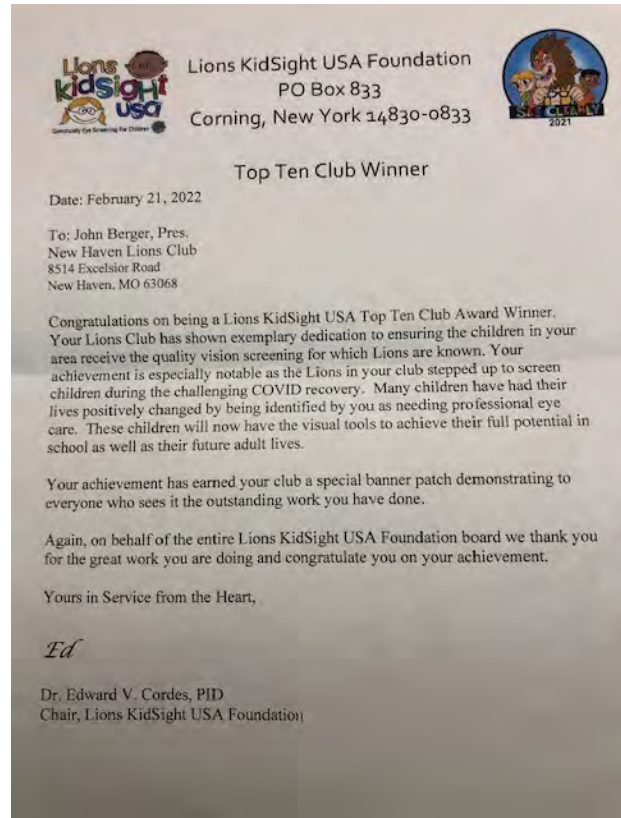 Lions
KidSight
USA
Community Eye Screening For Children
Lions KidSight USA Foundation
PO Box 833
Corning, New York 14830-0833
SEE CLEARLY
2021
Top Ten Club Winner
Date: February 21, 2022
To: John Berger, Pres.
New Haven Lions Club
8514 Excelsior Road
New Haven, MO 63068
Congratulations on being a Lions KidSight USA Top Ten Club Award Winner.
Your Lions Club has shown exemplary dedication to ensuring the children in your
area receive the quality vision screening for which Lions are known. Your
achievement is especially notable as the Lions in your club stepped up to screen
children during the challenging COVID recovery. Many children have had their
lives positively changed by being identified by you as needing professional eye
care. These children will now have the visual tools to achieve their full potential in
school as well as their future adult lives.
Your achievement has earned your club a special banner patch demonstrating to
everyone who sees it the outstanding work you have done.
Again, on behalf of the entire Lions KidSight USA Foundation board we thank you
for the great work you are doing and congratulate you on your achievement.
Yours in Service from the Heart,
Ed
Dr. Edward V. Cordes, PID
Chair, Lions KidSight USA Foundation